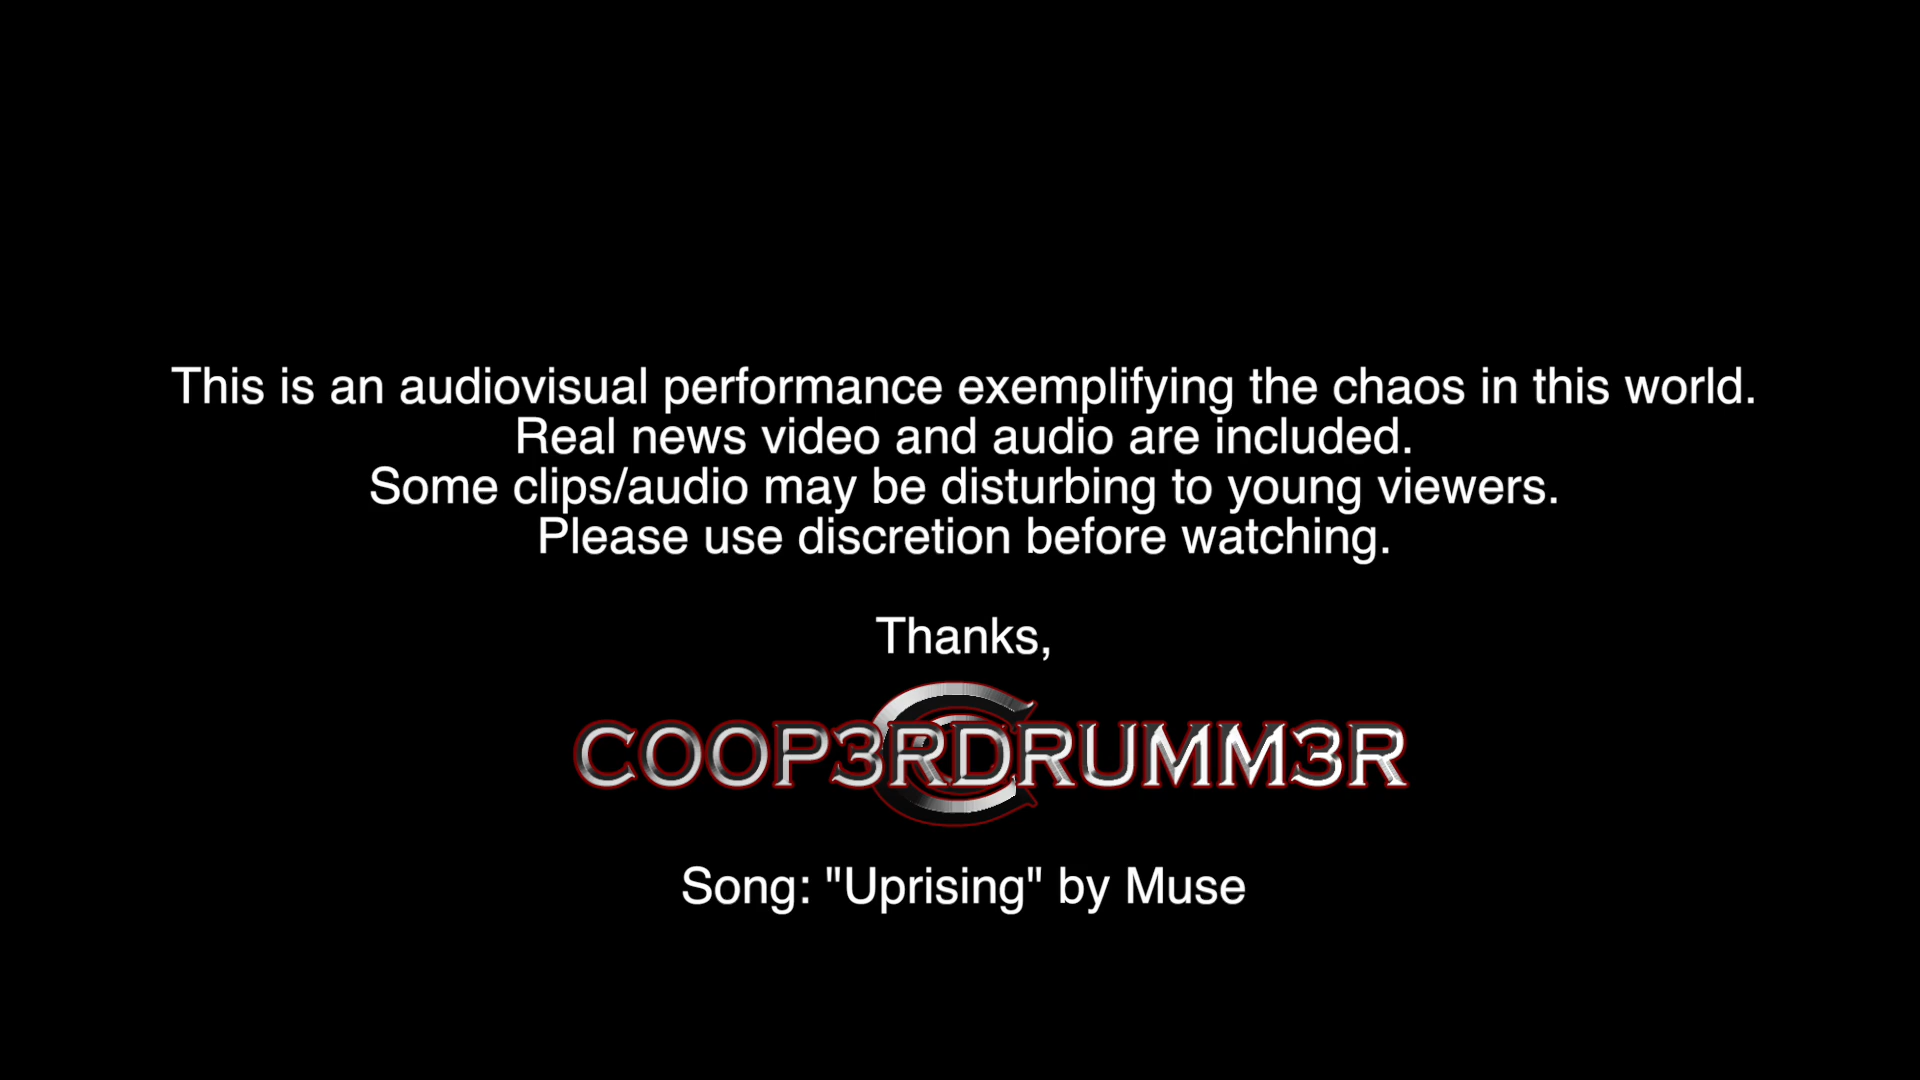 This is an audiovisual performance exemplifying the chaos in this world.
Real news video and audio are included.
Some clips/audio may be disturbing to young viewers.
Please use discretion before watching.
Thanks,
COOP3RDRUMM3R
Song: "Uprising" by Muse